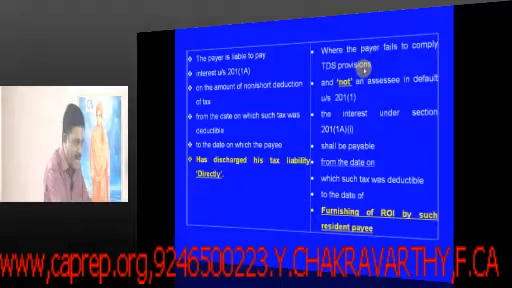 The payer is liable to pay
interest u/s 201(1A)
on the amount of non/short deduction
of tax
from the date on which such tax was
deductible
to the date on which the payee
Has discharged his tax liability
'Directly'.
Where the payer fails to comply
TDS provisions
and 'not' an assessee in default
u/s 201(1)
the interest under section
201(1A)(i)
shall be payable
from the date on
which such tax was deductible
to the date of
Furnishing of ROI by such
resident payee
www,caprep.org,9246500223.Y.CHAKRAVARTHY,F.CA